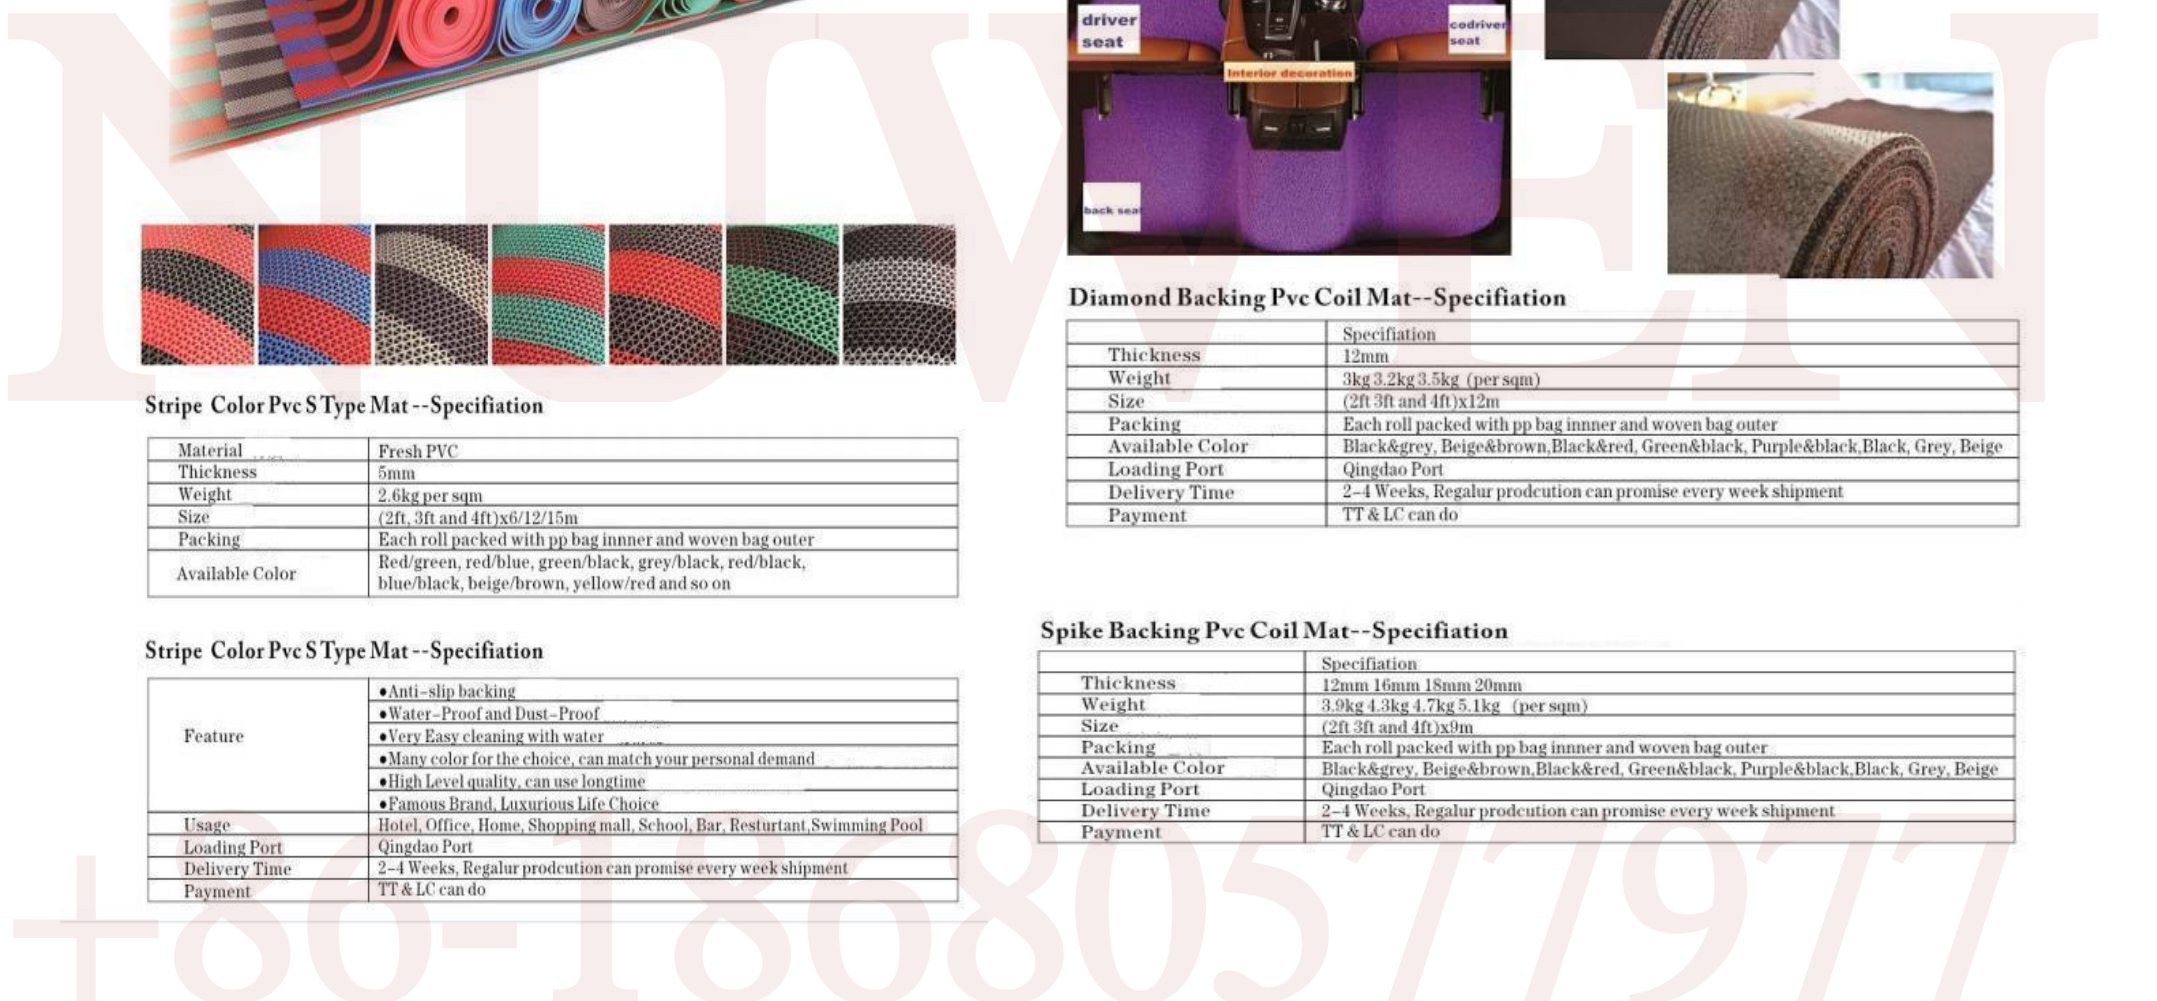 NUWEN
Stripe Color Pvc S Type Mat --Specifiation
Material Fresh PVC
Thickness 5mm
Weight 2.6kg per sqm
Size (2ft, 3ft and 4ft)x6/12/15m
Packing Each roll packed with pp bag innner and woven bag outer
Available Color Red/green, red/blue, green/black, grey/black, red/black,
blue/black, beige/brown, yellow/red and so on
Stripe Color Pvc S Type Mat --Specifiation
Feature
●Anti-slip backing
●Water-Proof and Dust-Proof
●Very Easy cleaning with water
●Many color for the choice, can match your personal demand
●High Level quality, can use longtime
●Famous Brand, Luxurious Life Choice
Usage Hotel, Office, Home, Shopping mall, School, Bar, Resturtant,Swimming Pool
Loading Port Qingdao Port
Delivery Time 2-4 Weeks, Regalur prodcution can promise every week shipment
Payment TT & LC can do
driver
seat
codriver
seat
Interior decoration
back seat
Diamond Backing Pvc Coil Mat--Specifiation
Specifiation
Thickness 12mm
Weight 3kg 3.2kg 3.5kg (per sqm)
Size (2ft 3ft and 4ft)x12m
Packing Each roll packed with pp bag innner and woven bag outer
Available Color Black&grey, Beige&brown,Black&red, Green&black, Purple&black,Black, Grey, Beige
Loading Port Qingdao Port
Delivery Time 2-4 Weeks, Regalur prodcution can promise every week shipment
Payment TT & LC can do
Spike Backing Pvc Coil Mat--Specifiation
Specifiation
Thickness 12mm 16mm 18mm 20mm
Weight 3.9kg 4.3kg 4.7kg 5.1kg (per sqm)
Size (2ft 3ft and 4ft)x9m
Packing Each roll packed with pp bag innner and woven bag outer
Available Color Black&grey, Beige&brown,Black&red, Green&black, Purple&black,Black, Grey, Beige
Loading Port Qingdao Port
Delivery Time 2-4 Weeks, Regalur prodcution can promise every week shipment
Payment TT & LC can do
+86-18680577977